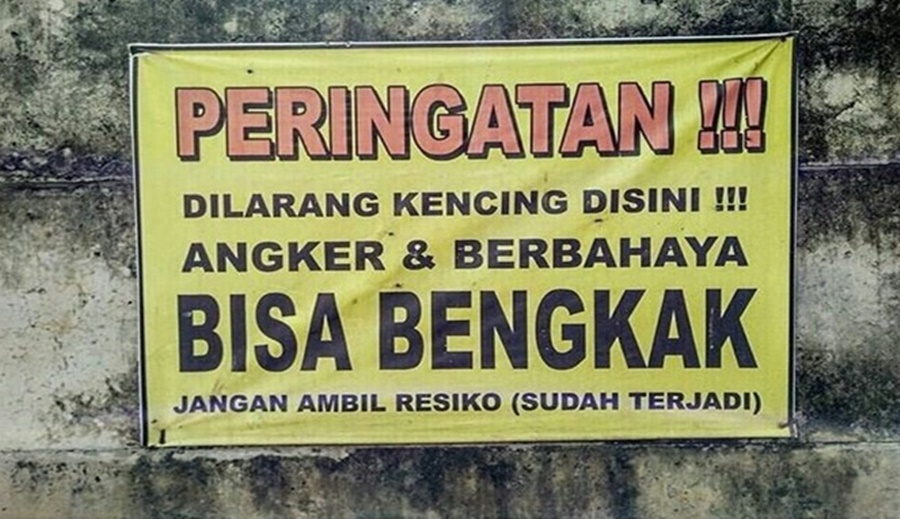 PERINGATAN !!!
DILARANG KENCING DISINI !!!
ANGKER & BERBAHAYA
BISA BENGKAK
JANGAN AMBIL RESIKO (SUDAH TERJADI)